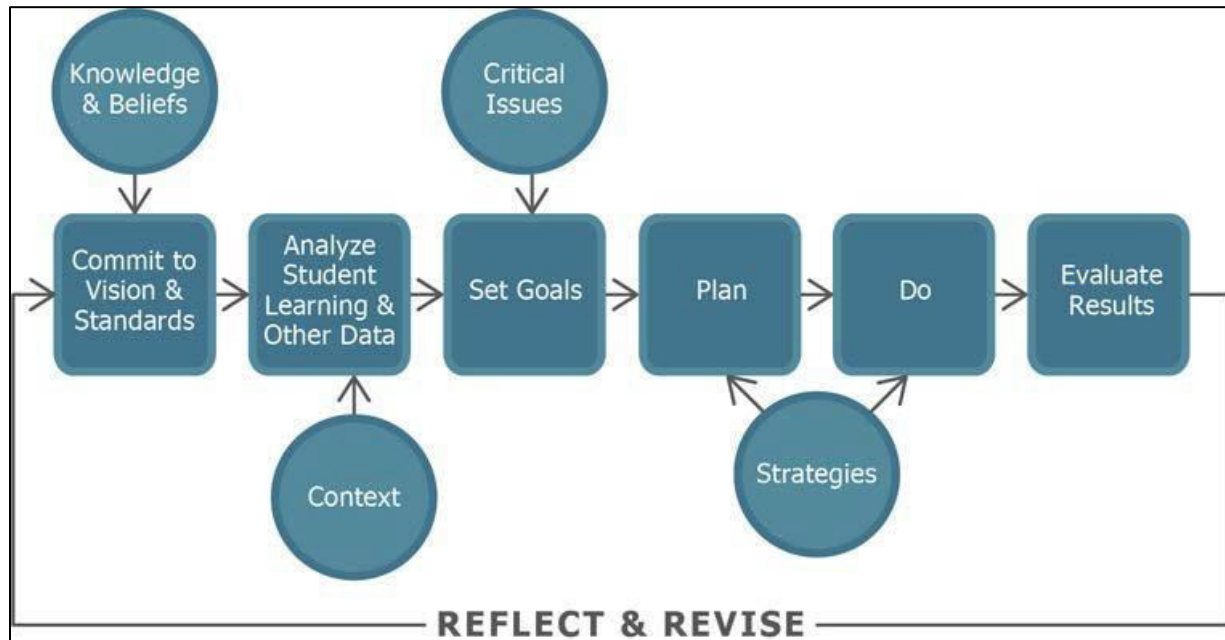 Knowledge
& Beliefs
Critical
Issues
Commit to
Vision &
Standards
Analyze
Student
Learning &
Other Data
Set Goals
Plan
Do
Evaluate
Results
Context
Strategies
REFLECT & REVISE